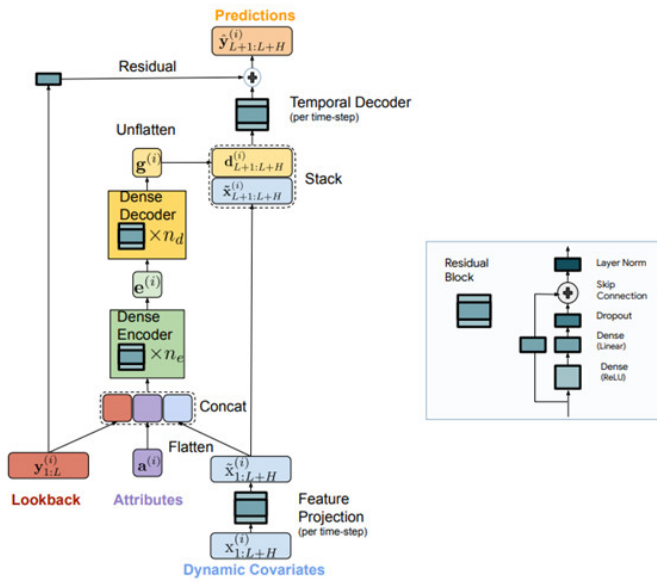 Predictions
ŷ^{(i)}_{L+1:L+H}
Residual
Temporal Decoder
(per time-step)
Unflatten
g^{(i)}
d^{(i)}_{L+1:L+H}
x̃^{(i)}_{L+1:L+H}
Stack
Dense
Decoder
×n_d
e^{(i)}
Dense
Encoder
×n_e
Concat
Flatten
y^{(i)}_{1:L}
a^{(i)}
x̃^{(i)}_{1:L+H}
Lookback
Attributes
Feature
Projection
(per time-step)
x^{(i)}_{1:L+H}
Dynamic Covariates
Residual
Block
Layer Norm
Skip
Connection
Dropout
Dense
(Linear)
Dense
(ReLU)